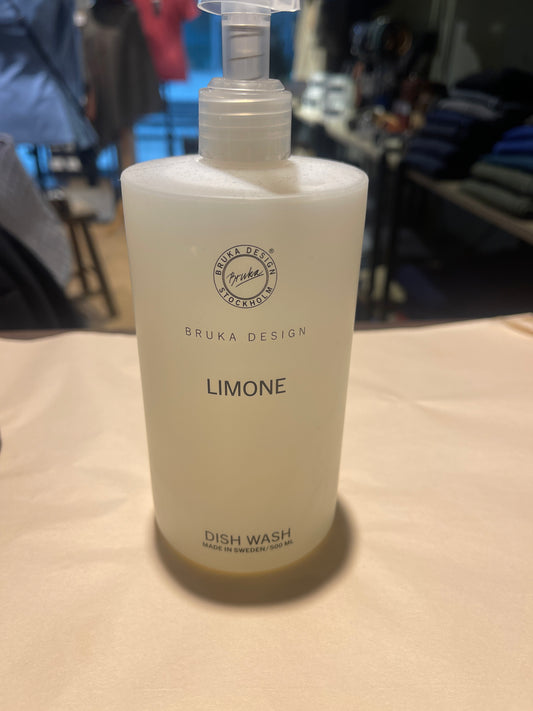 BRUKA DESIGN ®
Bruka
STOCKHOLM
BRUKA DESIGN
LIMONE
DISH WASH
MADE IN SWEDEN/500 ML